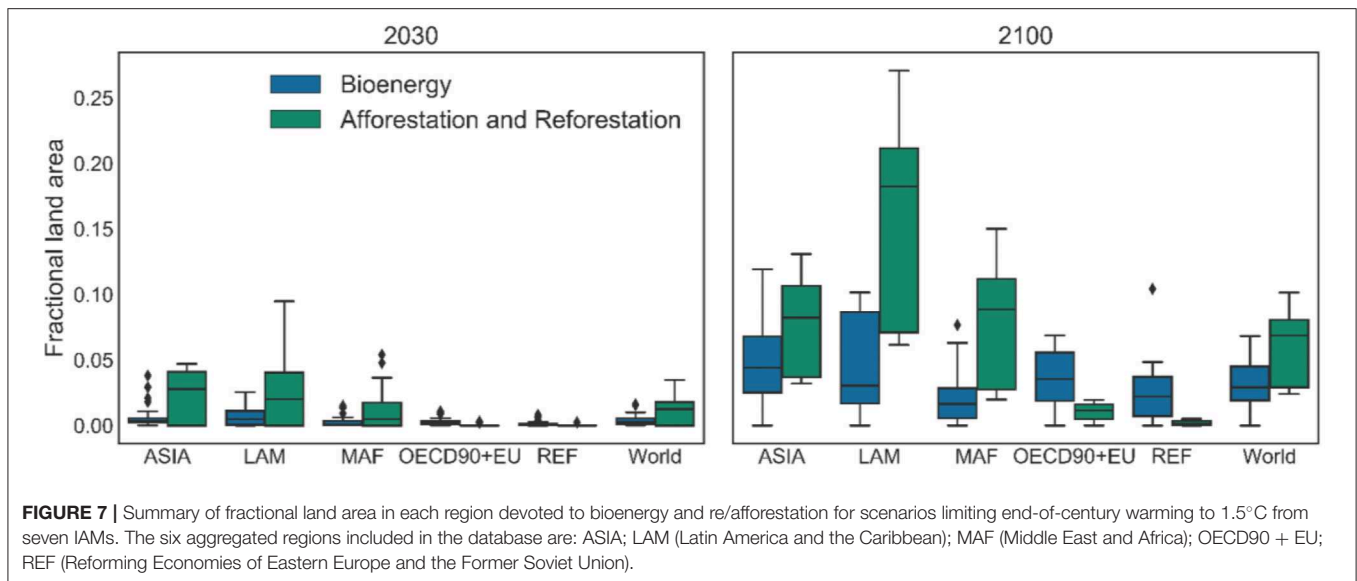 2030
2100
Fractional land area
0.25
0.20
0.15
0.10
0.05
0.00
Bioenergy
Afforestation and Reforestation
ASIA LAM MAF OECD90+EU REF World
ASIA LAM MAF OECD90+EU REF World
FIGURE 7 | Summary of fractional land area in each region devoted to bioenergy and re/afforestation for scenarios limiting end-of-century warming to 1.5°C from
seven IAMs. The six aggregated regions included in the database are: ASIA; LAM (Latin America and the Caribbean); MAF (Middle East and Africa); OECD90 + EU;
REF (Reforming Economies of Eastern Europe and the Former Soviet Union).